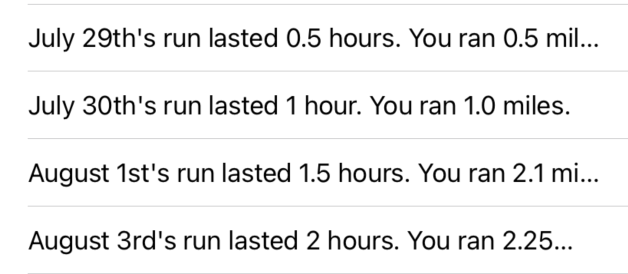 July 29th's run lasted 0.5 hours. You ran 0.5 mil...
July 30th's run lasted 1 hour. You ran 1.0 miles.
August 1st's run lasted 1.5 hours. You ran 2.1 mi...
August 3rd's run lasted 2 hours. You ran 2.25...